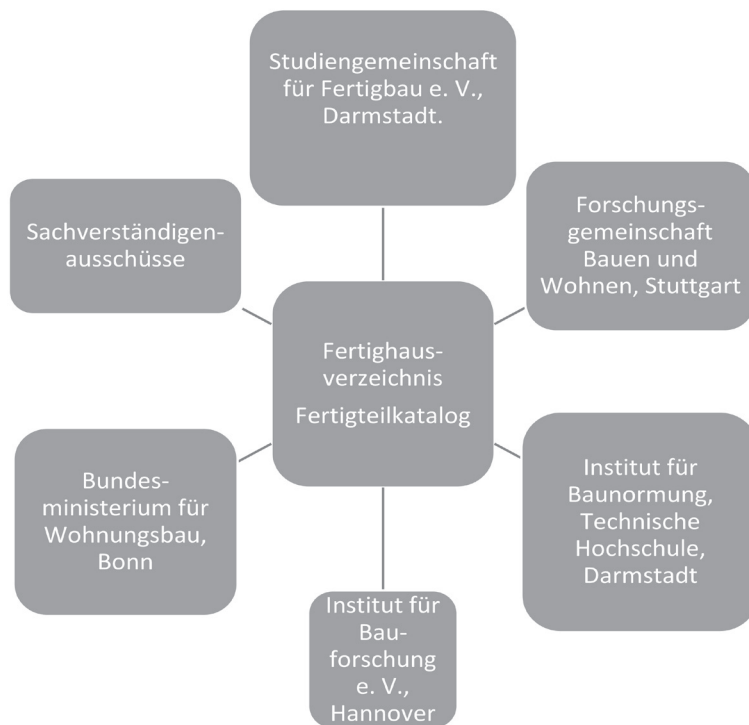 Studiengemeinschaft
für Fertigbau e. V.,
Darmstadt.
Forschungs-
gemeinschaft
Bauen und
Wohnen, Stuttgart
Sachverständigen-
ausschüsse
Fertighaus-
verzeichnis
Fertigteilkatalog
Bundes-
ministerium für
Wohnungsbau,
Bonn
Institut für
Baunormung,
Technische
Hochschule,
Darmstadt
Institut für
Bau-
forschung
e. V.,
Hannover